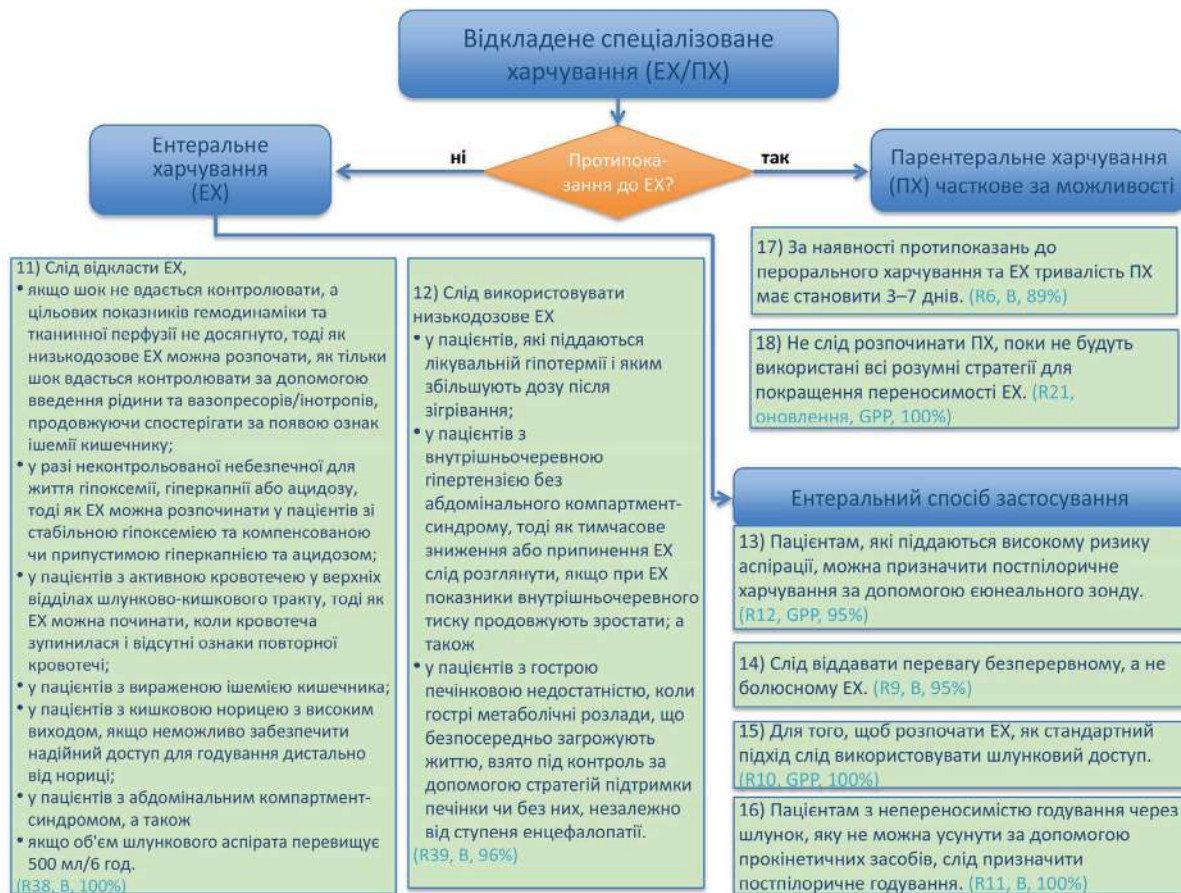 Відкладене спеціалізоване
харчування (ЕХ/ПХ)
Ентеральне
харчування
(ЕХ)
ні
Протипока-
зання до ЕХ?
так
Парентеральне харчування
(ПХ) часткове за можливості
11) Слід відкласти ЕХ,
• якщо шок не вдається контролювати, а
цільових показників гемодинаміки та
тканинної перфузії не досягнуто, тоді як
низькодозове ЕХ можна розпочати, як тільки
шок вдасться контролювати за допомогою
введення рідини та вазопресорів/інотропів,
продовжуючи спостерігати за появою ознак
ішемії кишечнику;
• у разі неконтрольованої небезпечної для
життя гіпоксемії, гіперкапнії або ацидозу,
тоді як ЕХ можна розпочинати у пацієнтів зі
стабільною гіпоксемією та компенсованою
чи припустимою гіперкапнією та ацидозом;
• у пацієнтів з активною кровотечею у верхніх
відділах шлунково-кишкового тракту, тоді як
ЕХ можна починати, коли кровотеча
зупинилася і відсутні ознаки повторної
кровотечі;
• у пацієнтів з вираженою ішемією кишечника;
• у пацієнтів з кишковою норицею з високим
виходом, якщо неможливо забезпечити
надійний доступ для годування дистально
від нориці;
• у пацієнтів з абдомінальним компартмент-
синдромом, а також
• якщо об'єм шлункового аспірата перевищує
500 мл/6 год.
(R38, B, 100%)
12) Слід використовувати
низькодозове ЕХ
• у пацієнтів, які піддаються
лікувальній гіпотермії і яким
збільшують дозу після
зігрівання;
• у пацієнтів з
внутрішньочеревною
гіпертензією без
абдомінального компартмент-
синдрому, тоді як тимчасове
зниження або припинення ЕХ
слід розглянути, якщо при ЕХ
показники внутрішньочеревного
тиску продовжують зростати; а
також
• у пацієнтів з гострою
печінковою недостатністю, коли
гострі метаболічні розлади, що
безпосередньо загрожують
життю, взято під контроль за
допомогою стратегій підтримки
печінки чи без них, незалежно
від ступеня енцефалопатії.
(R39, B, 96%)
17) За наявності протипоказань до
перорального харчування та ЕХ тривалість ПХ
має становити 3–7 днів. (R6, B, 89%)
18) Не слід розпочинати ПХ, поки не будуть
використані всі розумні стратегії для
покращення переносимості ЕХ. (R21,
оновлення, GPP, 100%)
Ентеральний спосіб застосування
13) Пацієнтам, які піддаються високому ризику
аспірації, можна призначити постпілоричне
харчування за допомогою єюнеального зонду.
(R12, GPP, 95%)
14) Слід віддавати перевагу безперервному, а не
болюсному ЕХ. (R9, B, 95%)
15) Для того, щоб розпочати ЕХ, як стандартний
підхід слід використовувати шлунковий доступ.
(R10, GPP, 100%)
16) Пацієнтам з непереносимістю годування через
шлунок, яку не можна усунути за допомогою
прокінетичних засобів, слід призначити
постпілоричне годування. (R11, B, 100%)